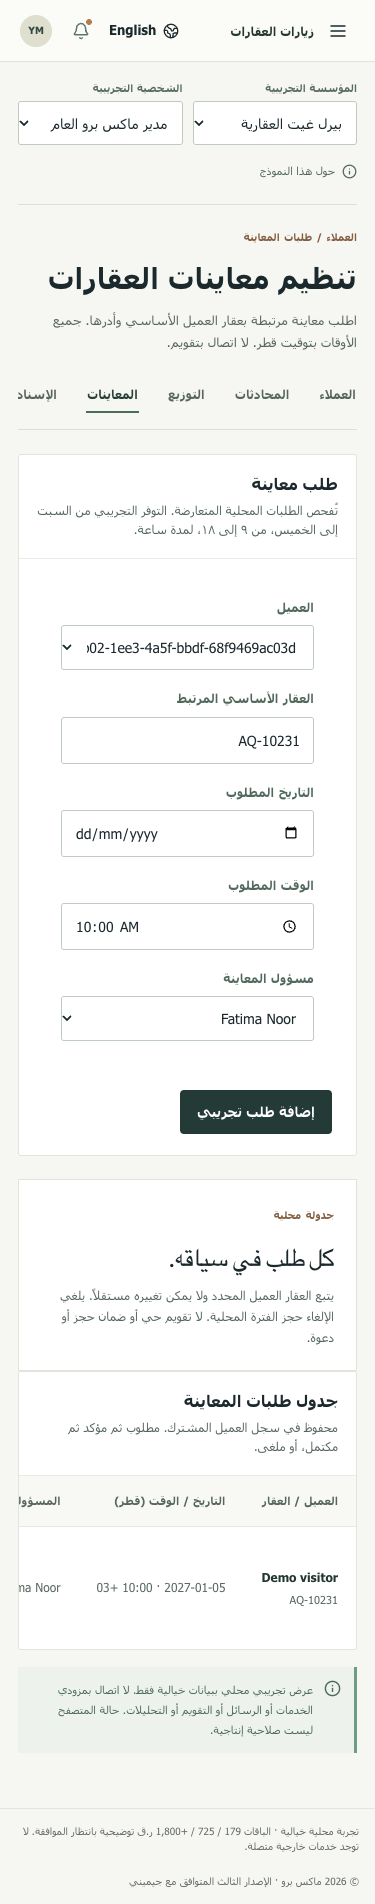 زيارات العقارات
English
YM
المؤسسة التجريبية
الشخصية التجريبية
بيرل غيت العقارية
مدير ماكس برو العام
حول هذا النموذج
العملاء / طلبات المعاينة
تنظيم معاينات العقارات
اطلب معاينة مرتبطة بعقار العميل الأساسي وأدرها. جميع
الأوقات بتوقيت قطر. لا اتصال بتقويم.
العملاء
المحادثات
التوزيع
المعاينات
الإسناد
طلب معاينة
تُفحص الطلبات المحلية المتعارضة. التوفر التجريبي من السبت
إلى الخميس، من ٩ إلى ١٨، لمدة ساعة.
العميل
02-1ee3-4a5f-bbdf-68f9469ac03d
العقار الأساسي المرتبط
AQ-10231
التاريخ المطلوب
dd/mm/yyyy
الوقت المطلوب
10:00 AM
مسؤول المعاينة
Fatima Noor
إضافة طلب تجريبي
جدولة محلية
كل طلب في سياقه.
يتبع العقار العميل المحدد ولا يمكن تغييره مستقلاً. يلغي
الإلغاء حجز الفترة المحلية. لا تقويم حي أو ضمان حجز أو
دعوة.
جدول طلبات المعاينة
محفوظ في سجل العميل المشترك. مطلوب ثم مؤكد ثم
مكتمل، أو ملغى.
العميل / العقار
التاريخ / الوقت (قطر)
المسؤول
Demo visitor
AQ-10231
2027-01-05 · 10:00 +03
ma Noor
عرض تجريبي محلي ببيانات خيالية فقط. لا اتصال بمزودي
الخدمات أو الرسائل أو التقويم أو التحليلات. حالة المتصفح
ليست صلاحية إنتاجية.
تجربة محلية خيالية · الباقات 179 / 725 / +1,800 ر.ق توضيحية بانتظار الموافقة. لا
توجد خدمات خارجية متصلة.
© 2026 ماكس برو · الإصدار الثالث المتوافق مع جيميني